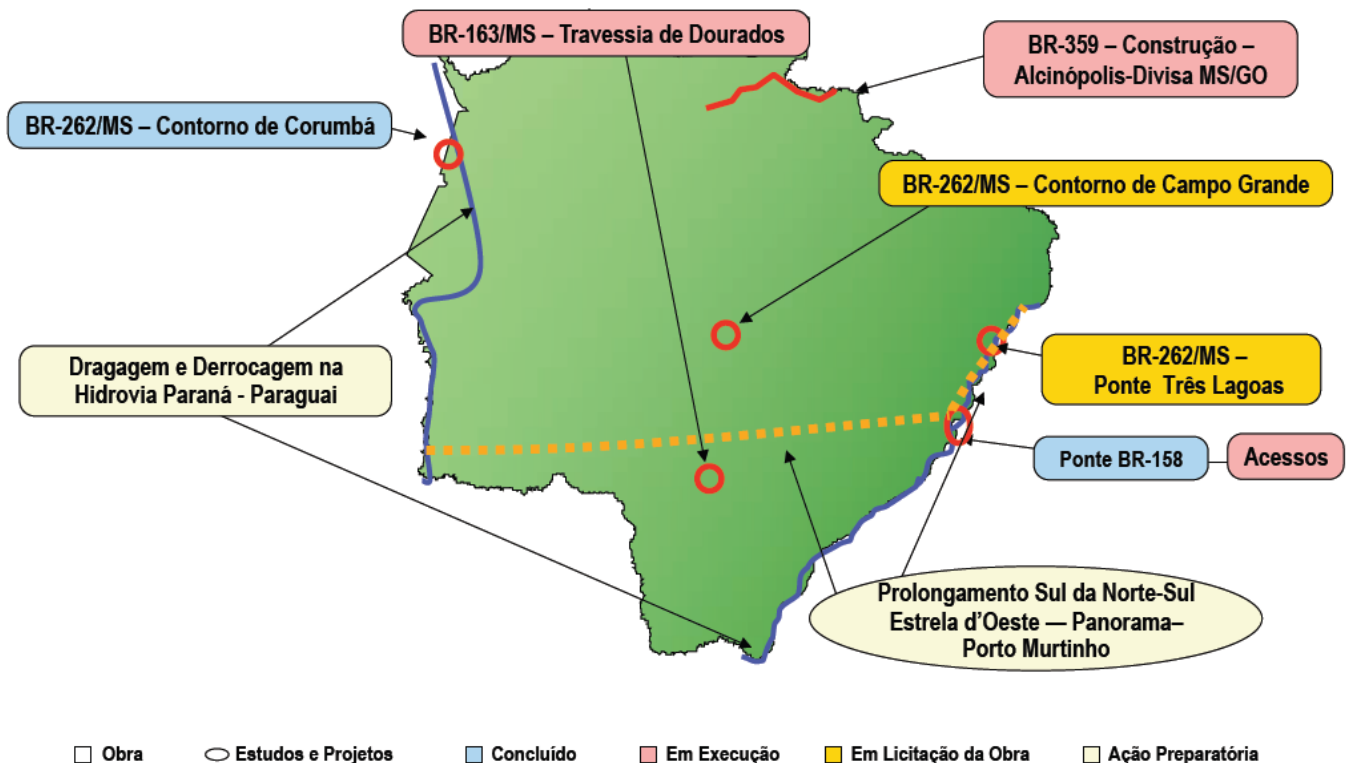 BR-163/MS – Travessia de Dourados
BR-359 – Construção –
Alcinópolis-Divisa MS/GO
BR-262/MS – Contorno de Corumbá
BR-262/MS – Contorno de Campo Grande
Dragagem e Derrocagem na
Hidrovia Paraná - Paraguai
BR-262/MS –
Ponte Três Lagoas
Ponte BR-158
Acessos
Prolongamento Sul da Norte-Sul
Estrela d’Oeste — Panorama–
Porto Murtinho
Obra
Estudos e Projetos
Concluído
Em Execução
Em Licitação da Obra
Ação Preparatória